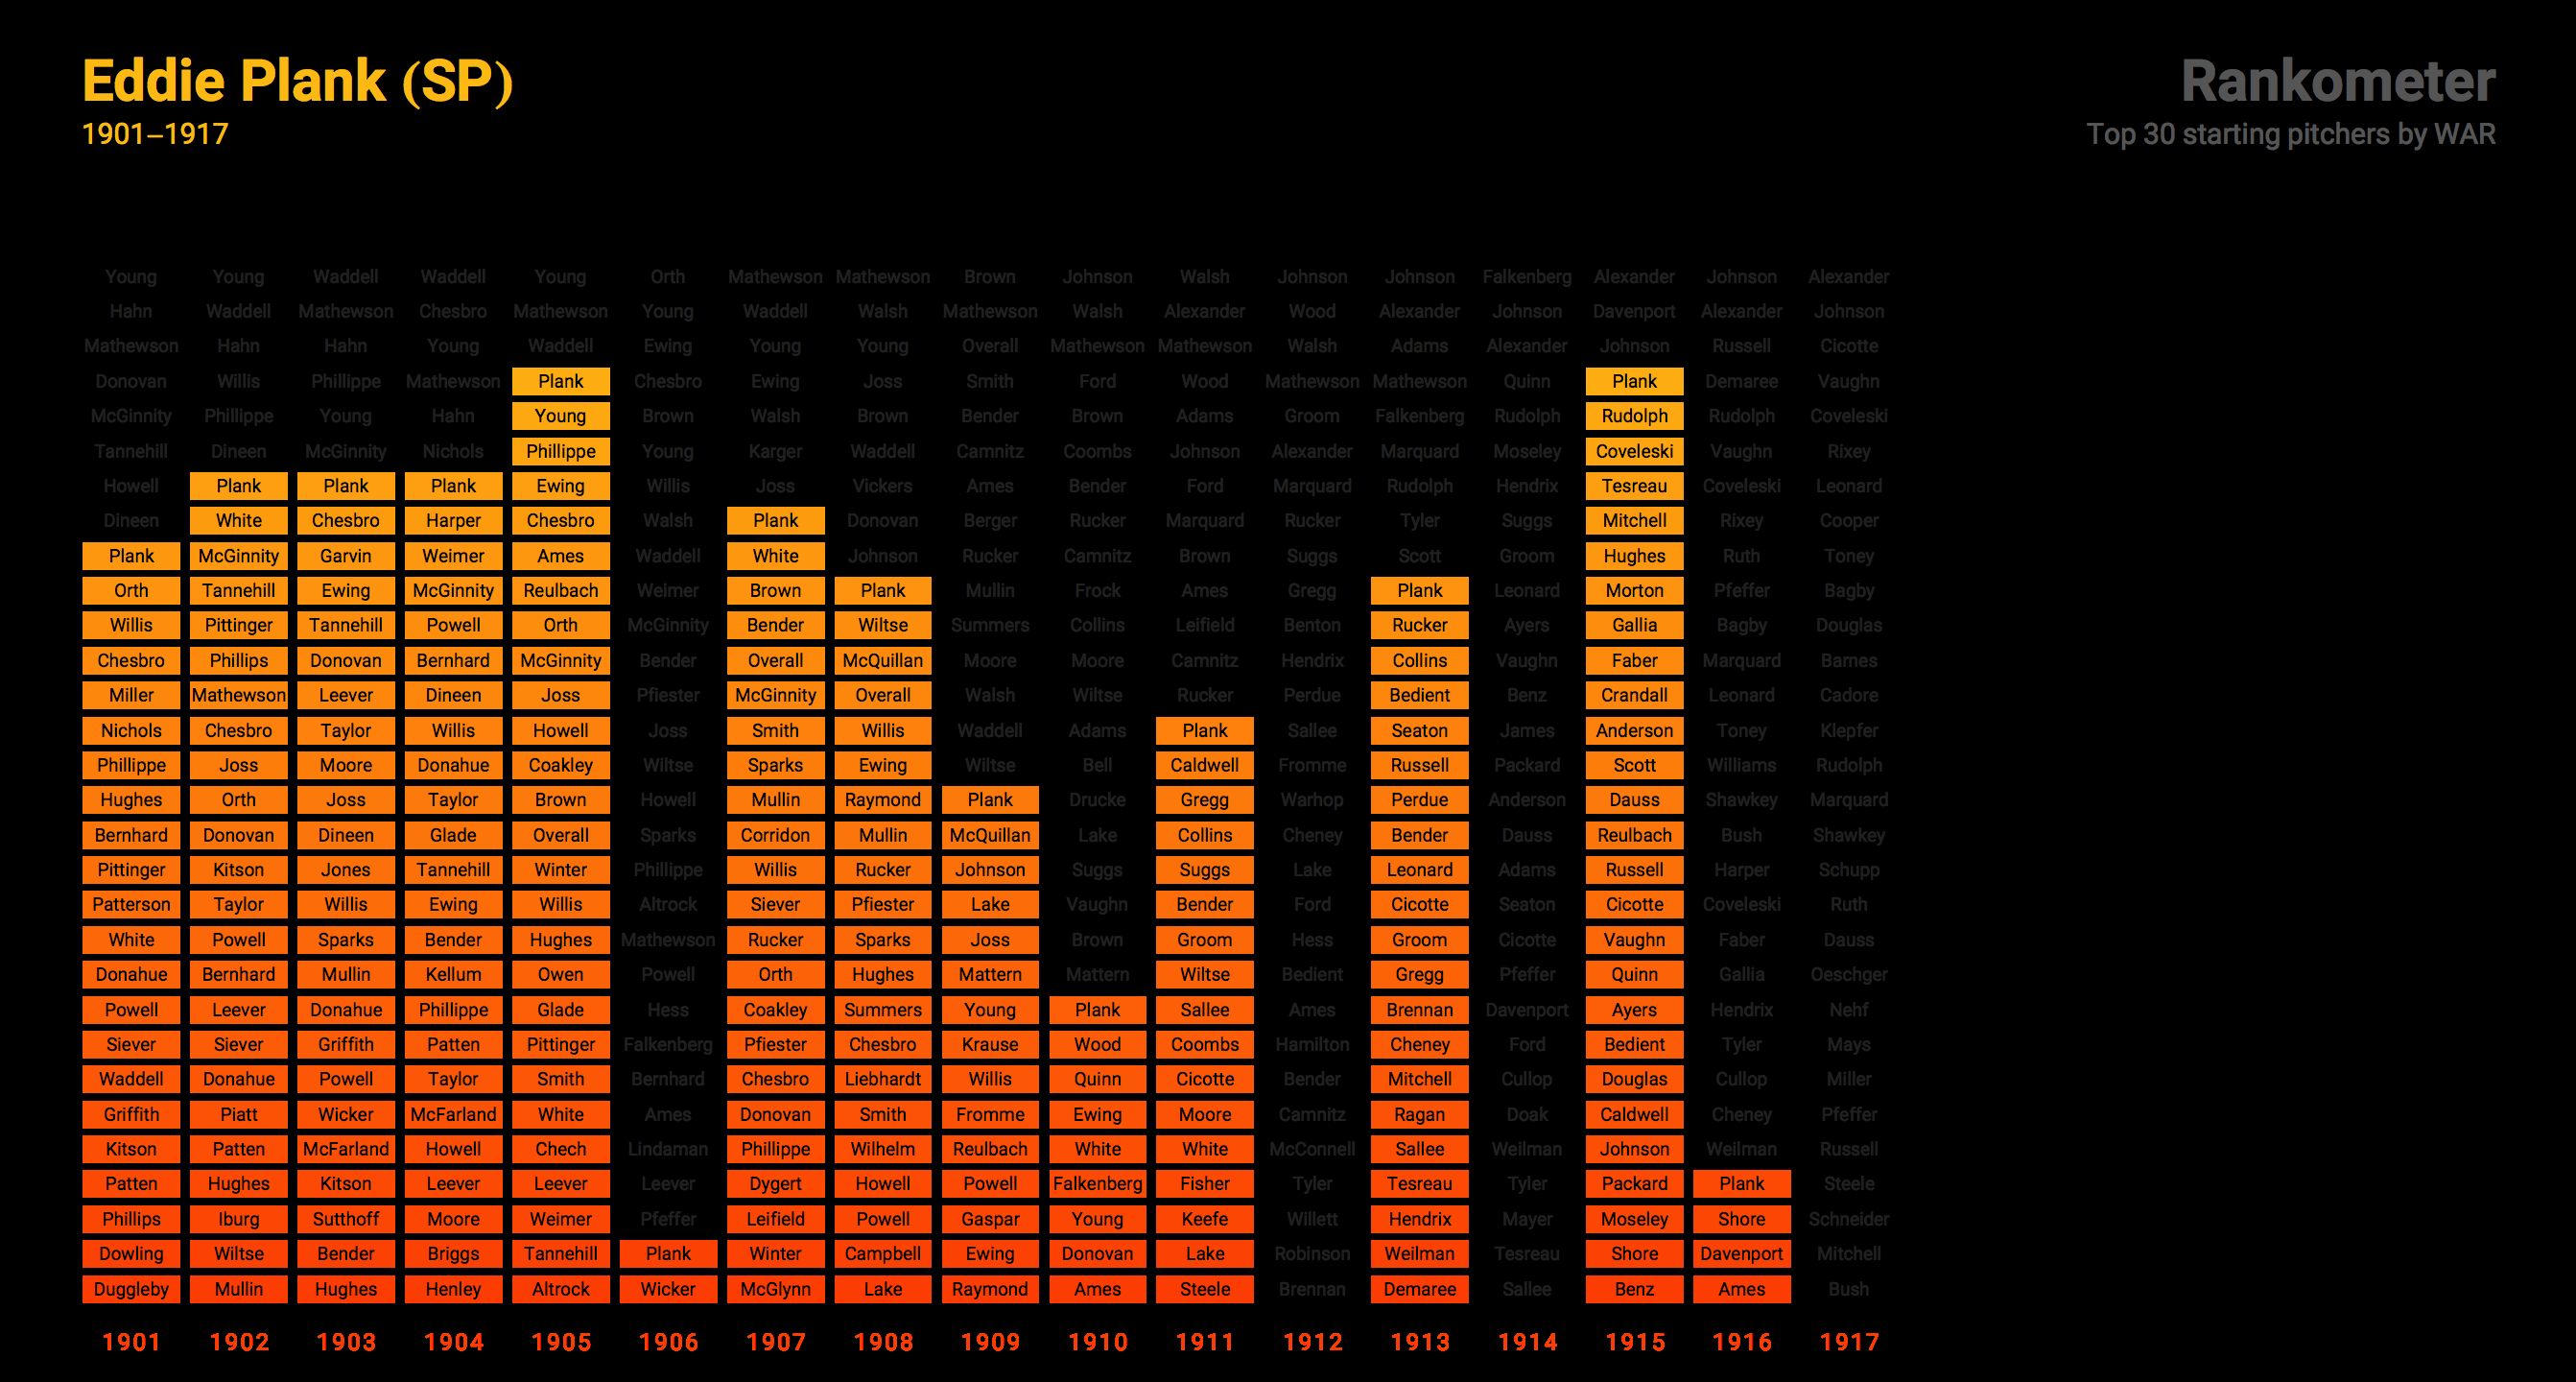 Eddie Plank (SP)
1901–1917
Rankometer
Top 30 starting pitchers by WAR
Young Young Waddell Waddell Young Orth Mathewson Mathewson Brown Johnson Walsh Johnson Johnson Falkenberg Alexander Johnson Alexander
Hahn Waddell Mathewson Chesbro Mathewson Young Waddell Walsh Mathewson Walsh Alexander Wood Alexander Johnson Davenport Alexander Johnson
Mathewson Hahn Hahn Young Waddell Ewing Young Young Overall Mathewson Mathewson Walsh Adams Alexander Johnson Russell Cicotte
Donovan Willis Phillippe Mathewson Plank Chesbro Ewing Joss Smith Ford Wood Mathewson Mathewson Quinn Plank Demaree Vaughn
McGinnity Phillippe Young Hahn Young Brown Walsh Brown Bender Brown Adams Groom Falkenberg Rudolph Rudolph Rudolph Coveleski
Tannehill Dineen McGinnity Nichols Phillippe Young Karger Waddell Camnitz Coombs Johnson Alexander Marquard Moseley Coveleski Vaughn Rixey
Howell Plank Plank Plank Ewing Willis Joss Vickers Ames Bender Ford Marquard Rudolph Hendrix Tesreau Coveleski Leonard
Dineen White Chesbro Harper Chesbro Walsh Plank Donovan Berger Rucker Marquard Rucker Tyler Suggs Mitchell Rixey Cooper
Plank McGinnity Garvin Weimer Ames Waddell White Johnson Rucker Camnitz Brown Suggs Scott Groom Hughes Ruth Toney
Orth Tannehill Ewing McGinnity Reulbach Weimer Brown Plank Mullin Frock Ames Gregg Plank Leonard Morton Pfeffer Bagby
Willis Pittinger Tannehill Powell Orth McGinnity Bender Wiltse Summers Collins Leifield Benton Rucker Ayers Gallia Bagby Douglas
Chesbro Phillips Donovan Bernhard McGinnity Bender Overall McQuillan Moore Moore Camnitz Hendrix Collins Vaughn Faber Marquard Barnes
Miller Mathewson Leever Dineen Joss Pfiester McGinnity Overall Walsh Wiltse Rucker Perdue Bedient Benz Crandall Leonard Cadore
Nichols Chesbro Taylor Willis Howell Joss Smith Willis Waddell Adams Plank Sallee Seaton James Anderson Toney Klepfer
Phillippe Joss Moore Donahue Coakley Wiltse Sparks Ewing Wiltse Bell Caldwell Fromme Russell Packard Scott Williams Rudolph
Hughes Orth Joss Taylor Brown Howell Mullin Raymond Plank Drucke Gregg Warhop Perdue Anderson Dauss Shawkey Marquard
Bernhard Donovan Dineen Glade Overall Sparks Corridon Mullin McQuillan Lake Collins Cheney Bender Dauss Reulbach Bush Shawkey
Pittinger Kitson Jones Tannehill Winter Phillippe Willis Rucker Johnson Suggs Suggs Lake Leonard Adams Russell Harper Schupp
Patterson Taylor Willis Ewing Willis Altrock Siever Pfiester Lake Vaughn Bender Ford Cicotte Seaton Cicotte Coveleski Ruth
White Powell Sparks Bender Hughes Mathewson Rucker Sparks Joss Brown Groom Hess Groom Cicotte Vaughn Faber Dauss
Donahue Bernhard Mullin Kellum Owen Powell Orth Hughes Mattern Mattern Wiltse Bedient Gregg Pfeffer Quinn Gallia Oeschger
Powell Leever Donahue Phillippe Glade Hess Coakley Summers Young Plank Sallee Ames Brennan Davenport Ayers Hendrix Nehf
Siever Siever Griffith Patten Pittinger Falkenberg Pfiester Chesbro Krause Wood Coombs Hamilton Cheney Ford Bedient Tyler Mays
Waddell Donahue Powell Taylor Smith Bernhard Chesbro Liebhardt Willis Quinn Cicotte Bender Mitchell Cullop Douglas Cullop Miller
Griffith Piatt Wicker McFarland White Ames Donovan Smith Fromme Ewing Moore Camnitz Ragan Doak Caldwell Cheney Pfeffer
Kitson Patten McFarland Howell Chech Lindaman Phillippe Wilhelm Reulbach White White McConnell Sallee Weilman Johnson Weilman Russell
Patten Hughes Kitson Leever Leever Leever Dygert Howell Powell Falkenberg Fisher Tyler Tesreau Tyler Packard Plank Steele
Phillips Iburg Sutthoff Moore Weimer Pfeffer Leifield Powell Gaspar Young Keefe Willett Hendrix Mayer Moseley Shore Schneider
Dowling Wiltse Bender Briggs Tannehill Plank Winter Campbell Ewing Donovan Lake Robinson Weilman Tesreau Shore Davenport Mitchell
Duggleby Mullin Hughes Henley Altrock Wicker McGlynn Lake Raymond Ames Steele Brennan Demaree Sallee Benz Ames Bush
1901 1902 1903 1904 1905 1906 1907 1908 1909 1910 1911 1912 1913 1914 1915 1916 1917